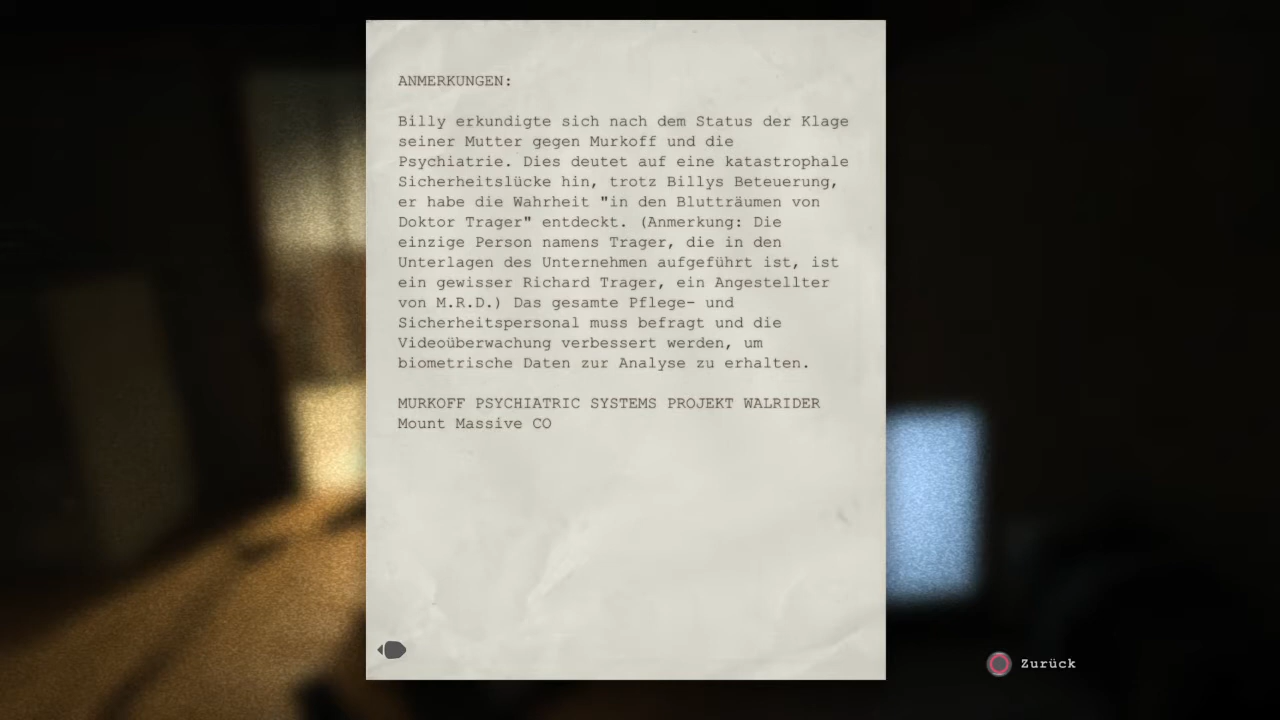 ANMERKUNGEN:
Billy erkundigte sich nach dem Status der Klage
seiner Mutter gegen Murkoff und die
Psychiatrie. Dies deutet auf eine katastrophale
Sicherheitslücke hin, trotz Billys Beteuerung,
er habe die Wahrheit "in den Blutträumen von
Doktor Trager" entdeckt. (Anmerkung: Die
einzige Person namens Trager, die in den
Unterlagen des Unternehmen aufgeführt ist, ist
ein gewisser Richard Trager, ein Angestellter
von M.R.D.) Das gesamte Pflege- und
Sicherheitspersonal muss befragt und die
Videoüberwachung verbessert werden, um
biometrische Daten zur Analyse zu erhalten.
MURKOFF PSYCHIATRIC SYSTEMS PROJEKT WALRIDER
Mount Massive CO
Zurück